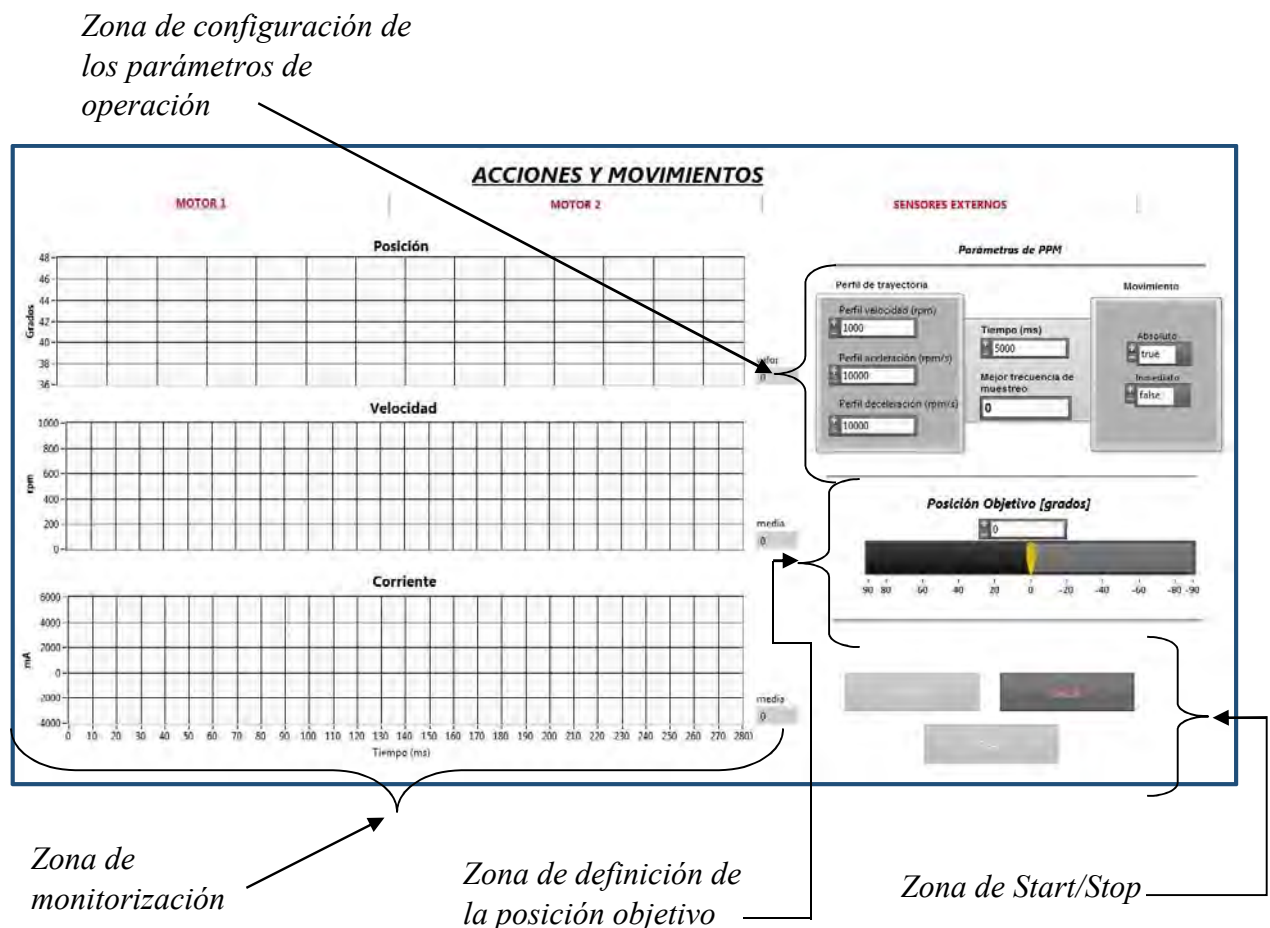 Zona de configuración de
los parámetros de
operación
ACCIONES Y MOVIMIENTOS
MOTOR 1
MOTOR 2
SENSORES EXTERNOS
Posición
48
46
44
42
40
38
36
Grados
valor
0
Velocidad
1000
800
600
400
200
0
rpm
media
0
Corriente
6000
4000
2000
0
-2000
-4000
mA
media
0
0 10 20 30 40 50 60 70 80 90 100 110 120 130 140 150 160 170 180 190 200 210 220 230 240 250 260 270 280
Tiempo (ms)
Parámetros de PPM
Perfil de trayectoria
Movimiento
Perfil velocidad (rpm)
1000
Perfil aceleración (rpm/s)
10000
Perfil deceleración (rpm/s)
10000
Tiempo (ms)
5000
Mejor frecuencia de
muestreo
0
Absoluto
true
Inmediato
false
Posición Objetivo [grados]
0
90 80 60 40 20 0 -20 -40 -60 -80 -90
Zona de
monitorización
Zona de definición de
la posición objetivo
Zona de Start/Stop